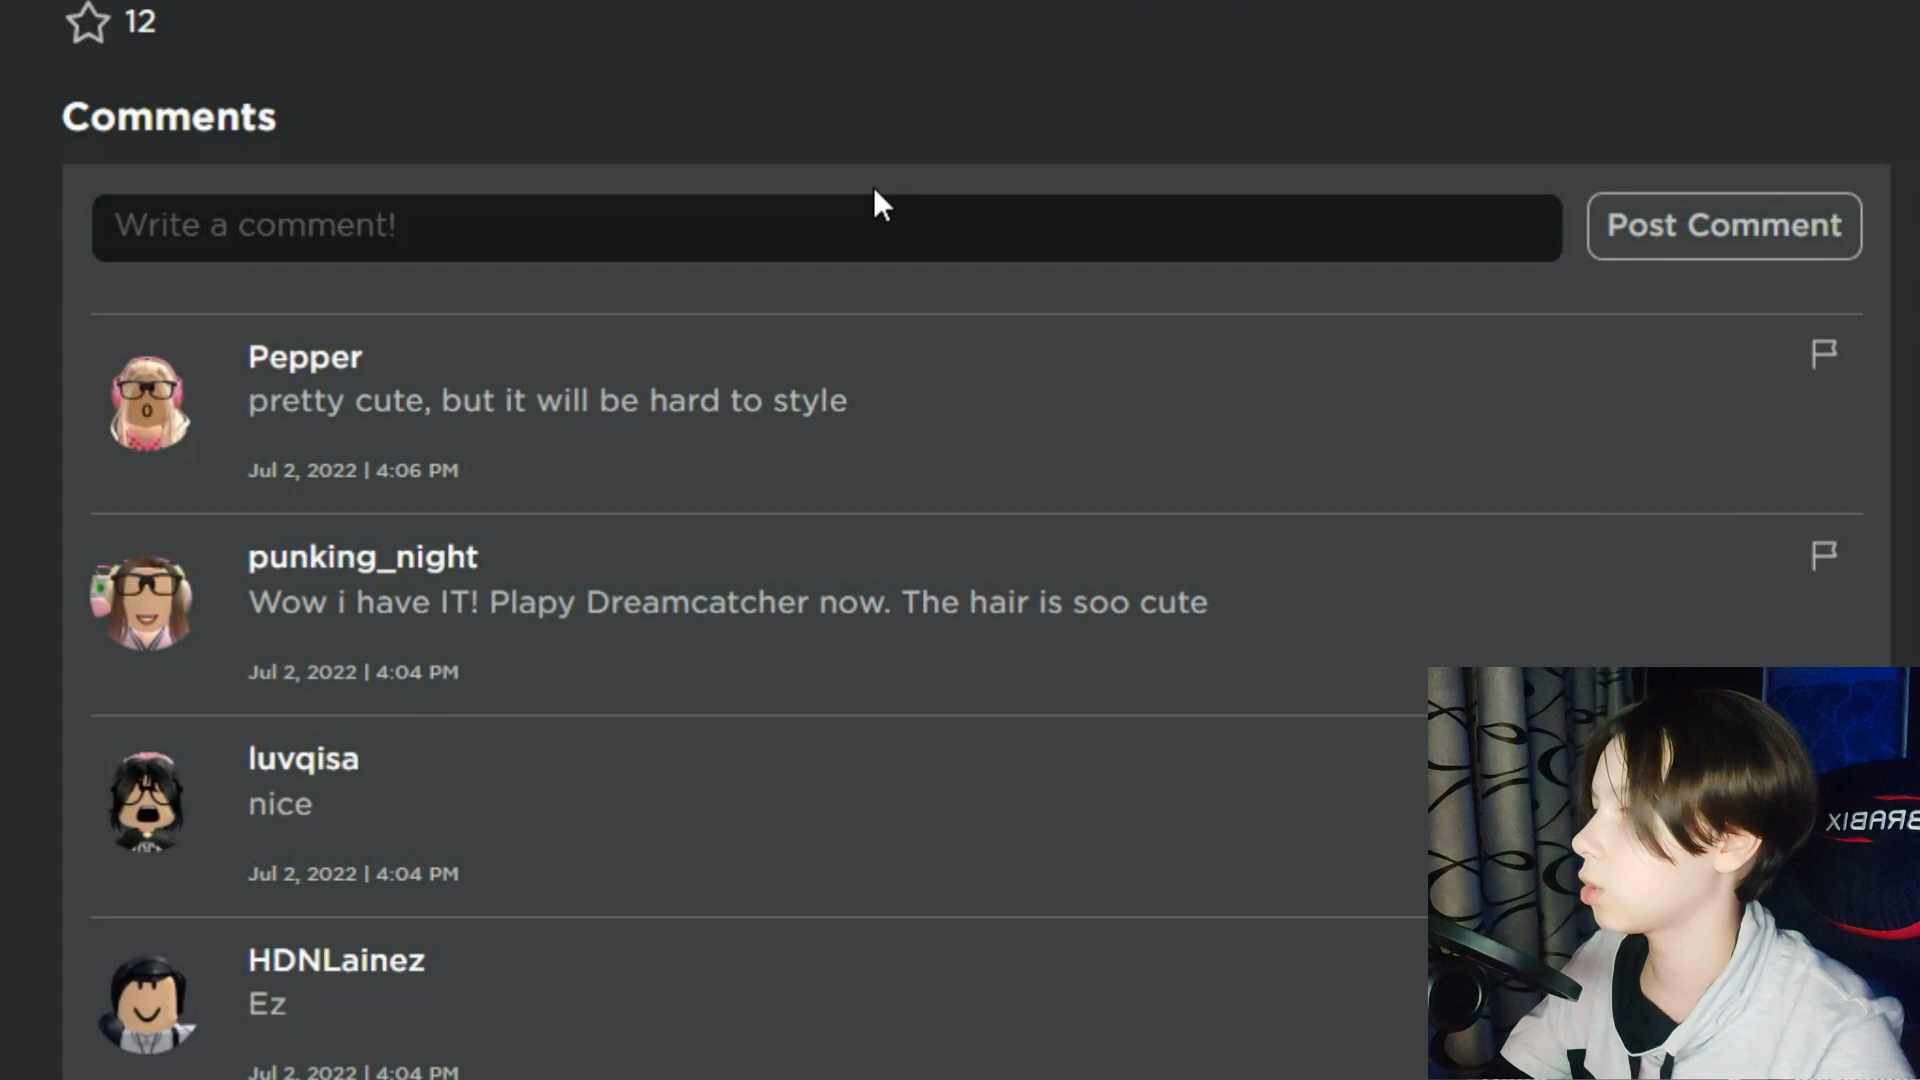 12
Comments
Write a comment!
Post Comment
Pepper
pretty cute, but it will be hard to style
Jul 2, 2022 | 4:06 PM
punking_night
Wow i have IT! Plapy Dreamcatcher now. The hair is soo cute
Jul 2, 2022 | 4:04 PM
luvqisa
nice
Jul 2, 2022 | 4:04 PM
BRABIX
HDNLainez
Ez
Jul 2, 2022 | 4:04 PM